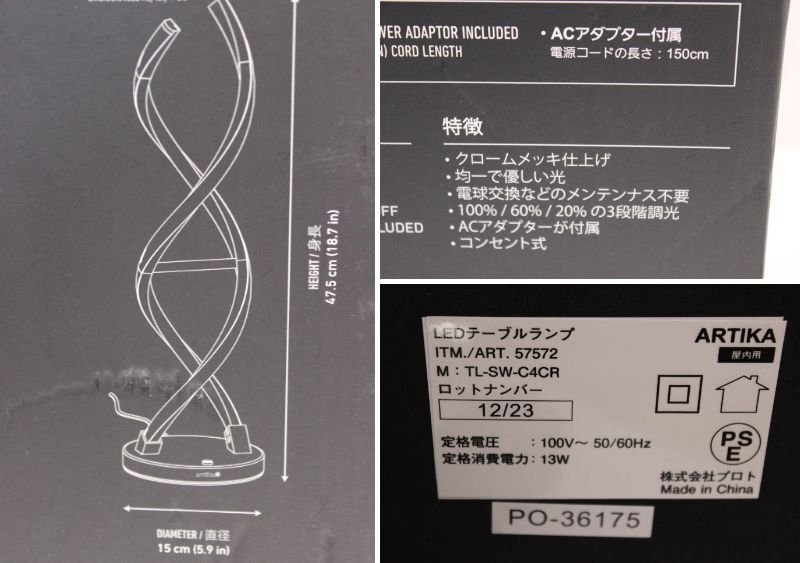 HEIGHT / 身長
47.5 cm (18.7 in)
DIAMETER / 直径
15 cm (5.9 in)
WER ADAPTOR INCLUDED
N) CORD LENGTH
・ACアダプター付属
電源コードの長さ：150cm
特徴
・クロームメッキ仕上げ
・均一で優しい光
・電球交換などのメンテンナス不要
・100% / 60% / 20% の3段階調光
・ACアダプターが付属
・コンセント式
FF
CLUDED
LEDテーブルランプ
ITM./ART. 57572
M：TL-SW-C4CR
ロットナンバー
12/23
定格電圧　：100V～ 50/60Hz
定格消費電力：13W
ARTIKA
屋内用
PS
E
株式会社プロト
Made in China
PO-36175